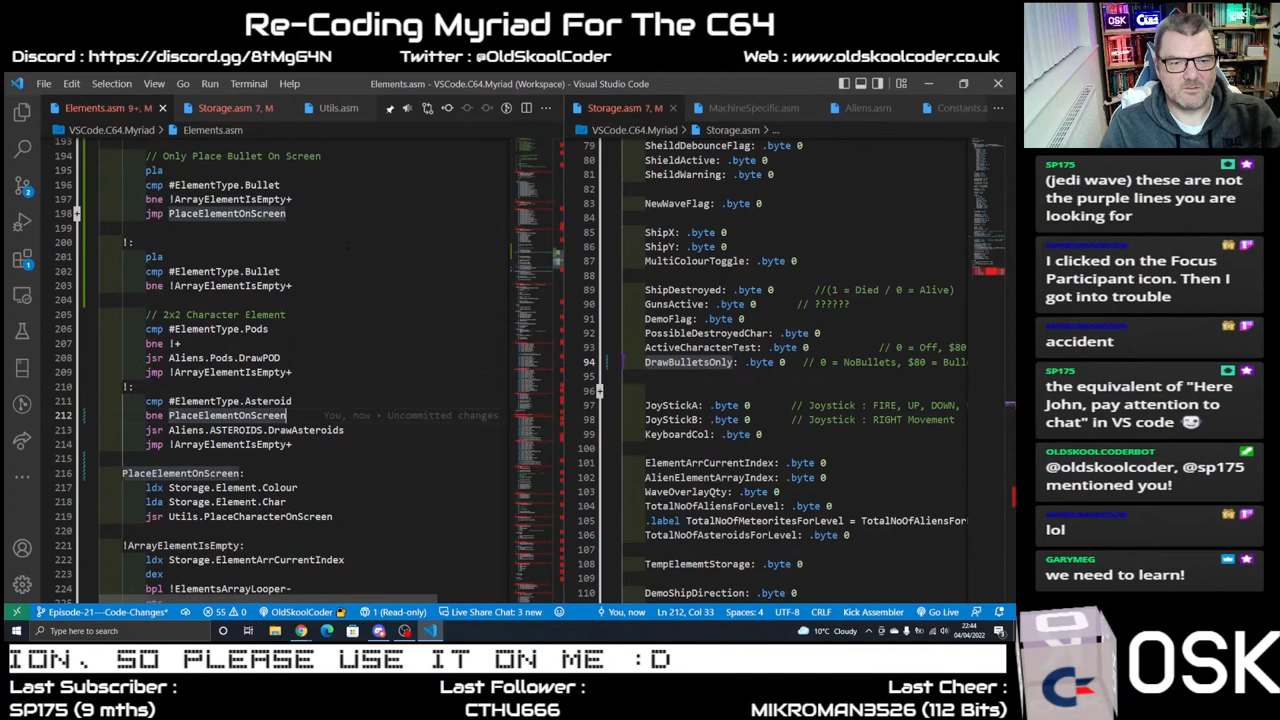 Re-Coding Myriad For The C64
Discord : https://discord.gg/8tMgG4N
Twitter : @OldSkoolCoder
Web : www.oldskoolcoder.co.uk
File Edit Selection View Go Run Terminal Help
Elements.asm - VSCode.C64.Myriad (Workspace) - Visual Studio Code
Elements.asm 9+, M
Storage.asm 7, M
Utils.asm
VSCode.C64.Myriad > Elements.asm
193
194 // Only Place Bullet On Screen
195 pla
196 cmp #ElementType.Bullet
197 bne !ArrayElementIsEmpty+
198 jmp PlaceElementOnScreen
199
200 !:
201 pla
202 cmp #ElementType.Bullet
203 bne !ArrayElementIsEmpty+
204
205 // 2x2 Character Element
206 cmp #ElementType.Pods
207 bne !+
208 jsr Aliens.Pods.DrawPOD
209 jmp !ArrayElementIsEmpty+
210 !:
211 cmp #ElementType.Asteroid
212 bne PlaceElementOnScreen You, now • Uncommitted changes
213 jsr Aliens.ASTEROIDS.DrawAsteroids
214 jmp !ArrayElementIsEmpty+
215
216 PlaceElementOnScreen:
217 ldx Storage.Element.Colour
218 lda Storage.Element.Char
219 jsr Utils.PlaceCharacterOnScreen
220
221 !ArrayElementIsEmpty:
222 ldx Storage.ElementArrCurrentIndex
223 dex
224 bpl !ElementsArrayLooper-
Storage.asm 7, M
MachineSpecific.asm
Aliens.asm
Constants.a
VSCode.C64.Myriad > Storage.asm > ...
79 SheildDebounceFlag: .byte 0
80 ShieldActive: .byte 0
81 ShieldWarning: .byte 0
82
83 NewWaveFlag: .byte 0
84
85 ShipX: .byte 0
86 ShipY: .byte 0
87 MultiColourToggle: .byte 0
88
89 ShipDestroyed: .byte 0 //(1 = Died / 0 = Alive)
90 GunsActive: .byte 0 // ??????
91 DemoFlag: .byte 0
92 PossibleDestroyedChar: .byte 0
93 ActiveCharacterTest: .byte 0 // 0 = Off, $80
94 DrawBulletsOnly: .byte 0 // 0 = NoBullets, $80 = Bull
95
96
97 JoyStickA: .byte 0 // Joystick : FIRE, UP, DOWN,
98 JoyStickB: .byte 0 // Joystick : RIGHT Movement
99 KeyboardCol: .byte 0
100
101 ElementArrCurrentIndex: .byte 0
102 AlienElementArrayIndex: .byte 0
103 WaveOverlayQty: .byte 0
104 TotalNoOfAliensForLevel: .byte 0
105 .label TotalNoOfMeteoritsForLevel = TotalNoOfAliensFor
106 TotalNoOfAsteroidsForLevel: .byte 0
107
108 TempElememtStorage: .byte 0
109
110 DemoShipDirection: .byte 0
Episode-21---Code-Changes* 55 0 OldSkoolCoder 1 (Read-only) Live Share Chat: 3 new You, now Ln 212, Col 33 Spaces: 4 UTF-8 CRLF Kick Assembler Go Live
Type here to search
10°C Cloudy
22:44
04/04/2022
SP175
(jedi wave) these are not
the purple lines you are
looking for
I clicked on the Focus
Participant icon. Then
got into trouble
accident
SP175
the equivalent of "Here
John, pay attention to
chat" in VS code
OLDSKOOLCODERBOT
@oldskoolcoder, @sp175
mentioned you!
lol
GARYMEG
we need to learn!
ION, SO PLEASE USE IT ON ME :D
OSK
Last Subscriber :
SP175 (9 mths)
Last Follower :
CTHU666
Last Cheer :
MIKROMAN3526 (112 Bits)